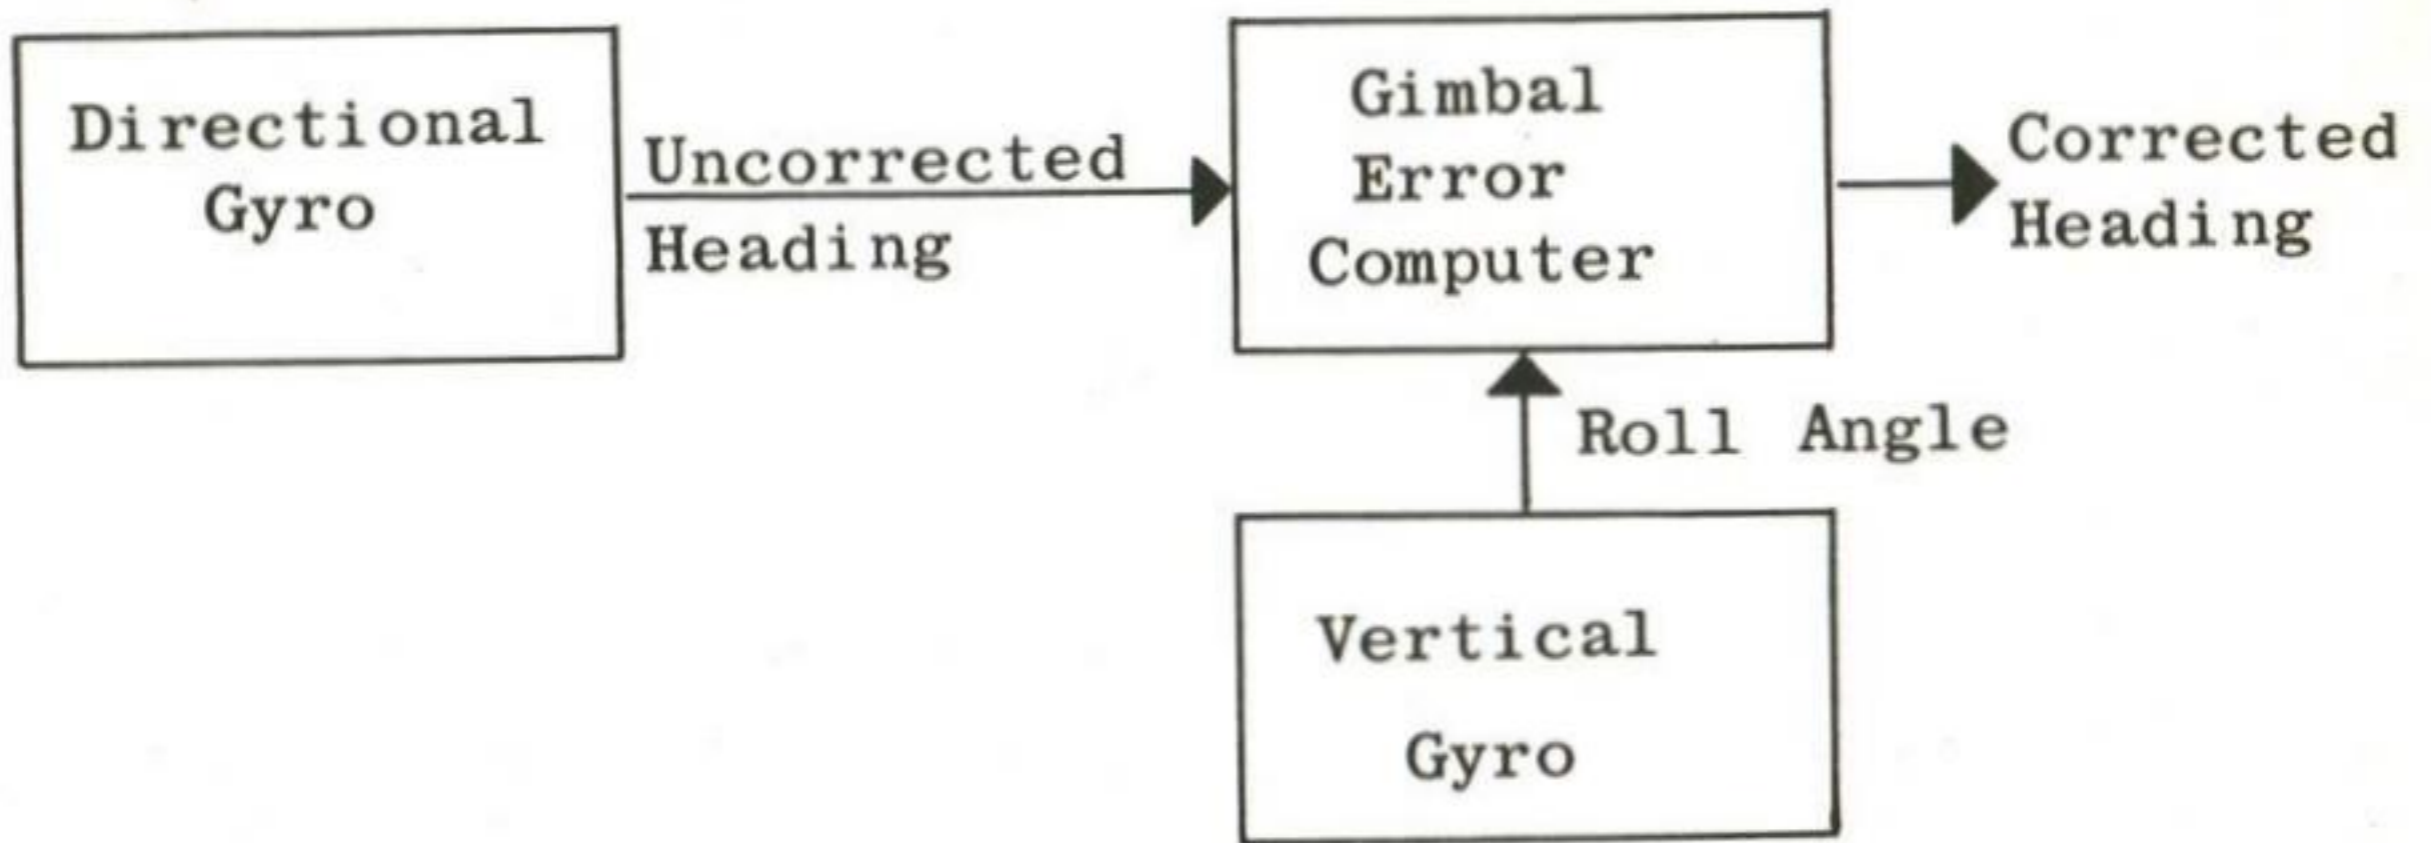 Directional
Gyro
Uncorrected
Heading
Gimbal
Error
Computer
Corrected
Heading
Roll Angle
Vertical
Gyro